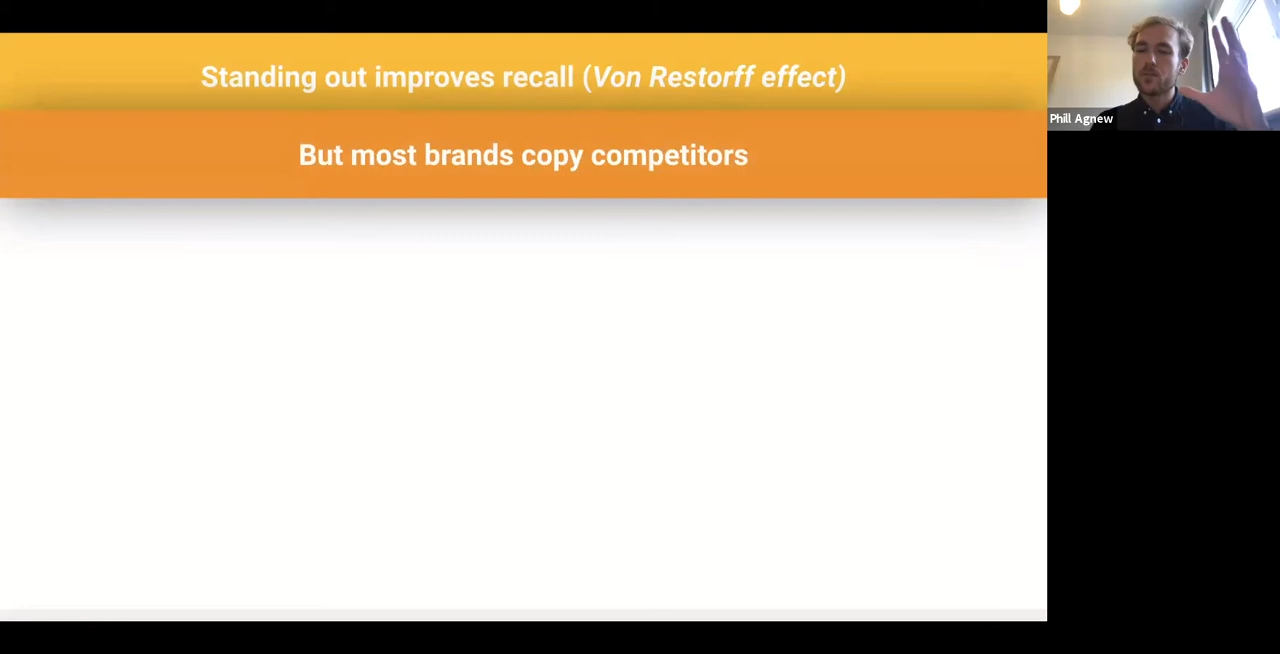 Standing out improves recall (Von Restorff effect)
But most brands copy competitors
Phill Agnew